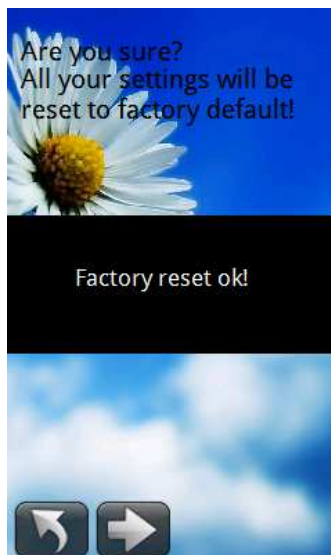 Are you sure?
All your settings will be
reset to factory default!
Factory reset ok!